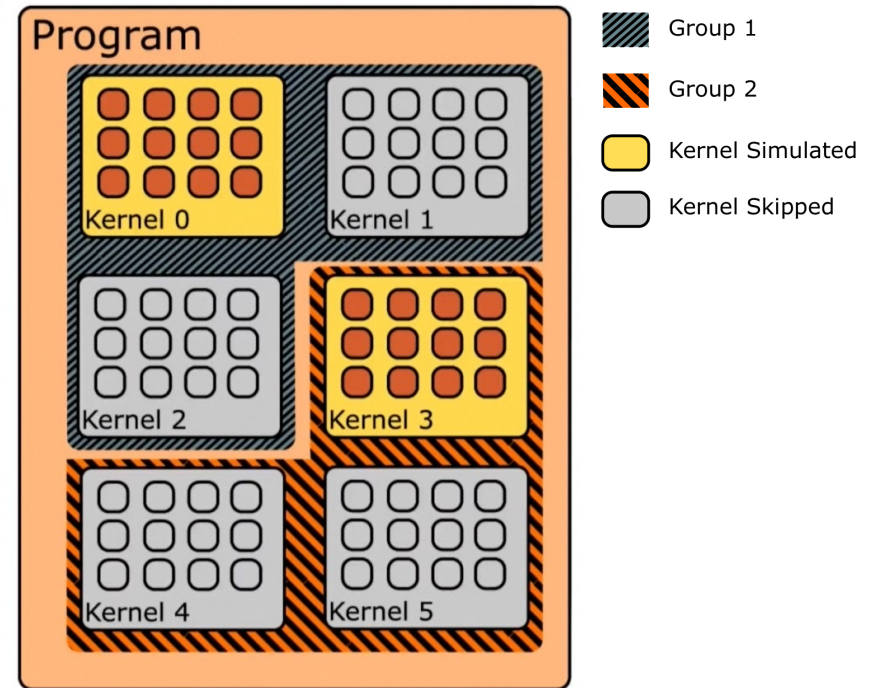 Program
Kernel 0
Kernel 1
Kernel 2
Kernel 3
Kernel 4
Kernel 5
Group 1
Group 2
Kernel Simulated
Kernel Skipped